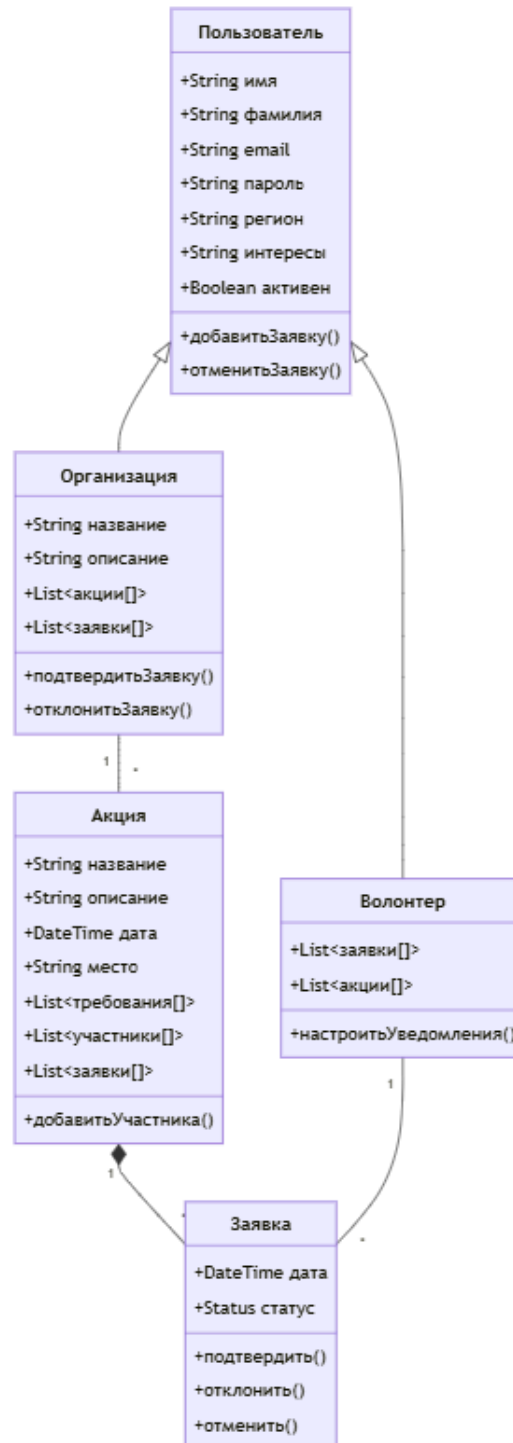 Пользователь
+String имя
+String фамилия
+String email
+String пароль
+String регион
+String интересы
+Boolean активен
+добавитьЗаявку()
+отменитьЗаявку()
Организация
+String название
+String описание
+List<акции[]>
+List<заявки[]>
+подтвердитьЗаявку()
+отклонитьЗаявку()
1
*
Акция
+String название
+String описание
+DateTime дата
+String место
+List<требования[]>
+List<участники[]>
+List<заявки[]>
+добавитьУчастника()
Волонтер
+List<заявки[]>
+List<акции[]>
+настроитьУведомления()
1
1
*
*
Заявка
+DateTime дата
+Status статус
+подтвердить()
+отклонить()
+отменить()